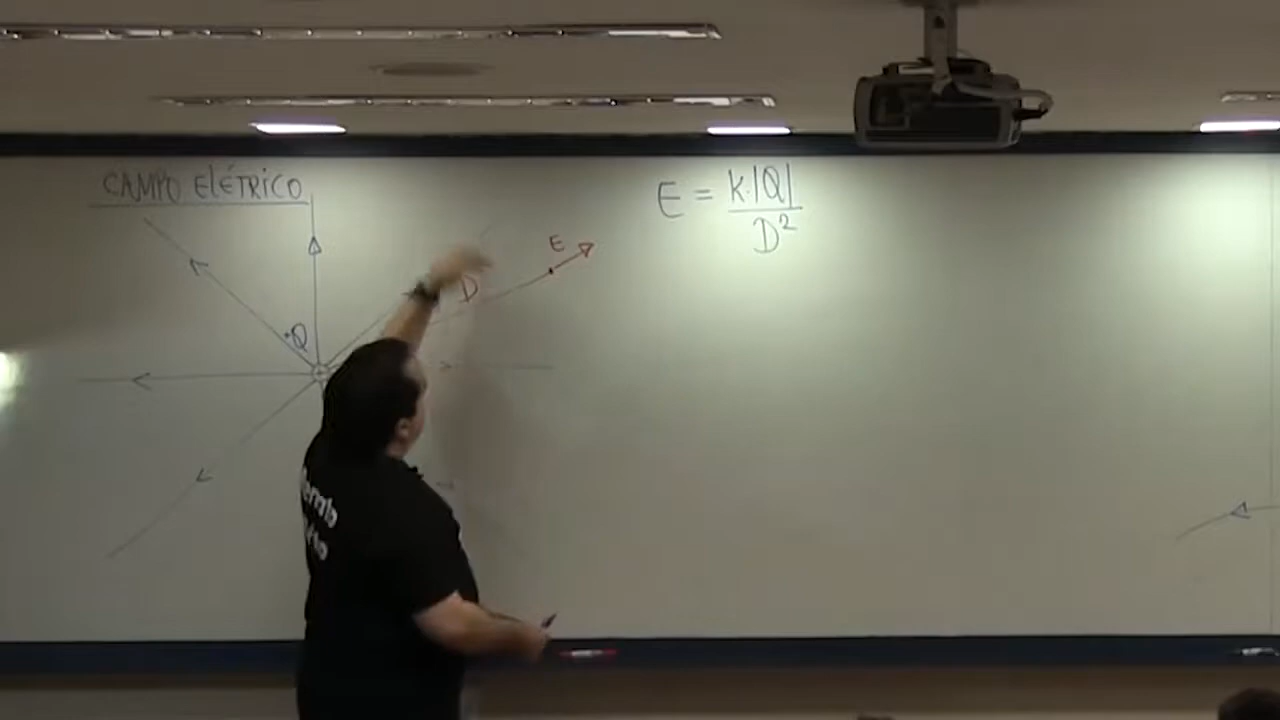 CAMPO ELÉTRICO
E = K.|Q| / D²
E
D
Q